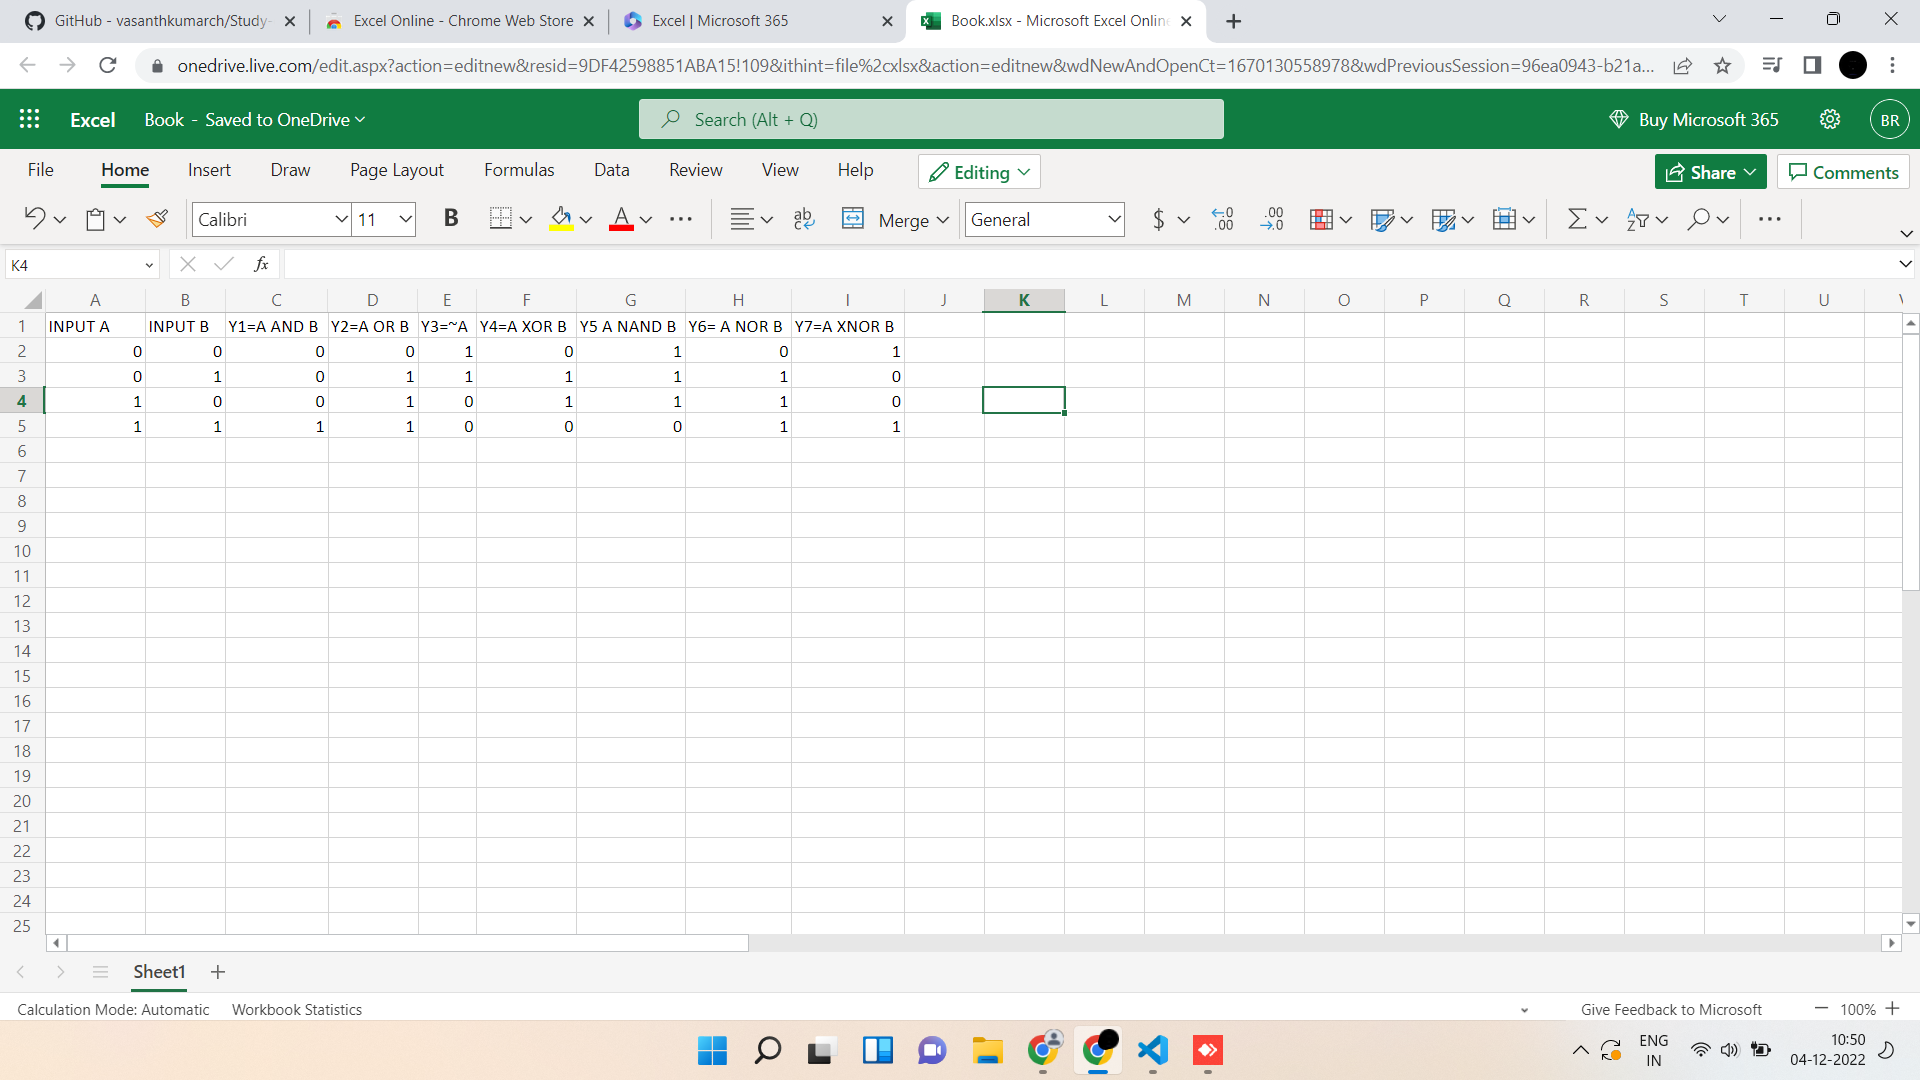 GitHub - vasanthkumarch/Study-
Excel Online - Chrome Web Store
Excel | Microsoft 365
Book.xlsx - Microsoft Excel Online
onedrive.live.com/edit.aspx?action=editnew&resid=9DF42598851ABA15!109&ithint=file%2cxlsx&action=editnew&wdNewAndOpenCt=1670130558978&wdPreviousSession=96ea0943-b21a...
Excel Book - Saved to OneDrive
Search (Alt + Q)
Buy Microsoft 365
BR
File Home Insert Draw Page Layout Formulas Data Review View Help Editing Share Comments
Calibri 11 B A ab c Merge General $ .00 .00 0 0 A Z
K4 fx
A B C D E F G H I J K L M N O P Q R S T U
1 INPUT A INPUT B Y1=A AND B Y2=A OR B Y3=~A Y4=A XOR B Y5 A NAND B Y6= A NOR B Y7=A XNOR B
2 0 0 0 0 1 0 1 0 1
3 0 1 0 1 1 1 1 1 0
4 1 0 0 1 0 1 1 1 0
5 1 1 1 1 0 0 0 1 1
6
7
8
9
10
11
12
13
14
15
16
17
18
19
20
21
22
23
24
25
Sheet1
Calculation Mode: Automatic Workbook Statistics Give Feedback to Microsoft 100%
ENG
IN
10:50
04-12-2022